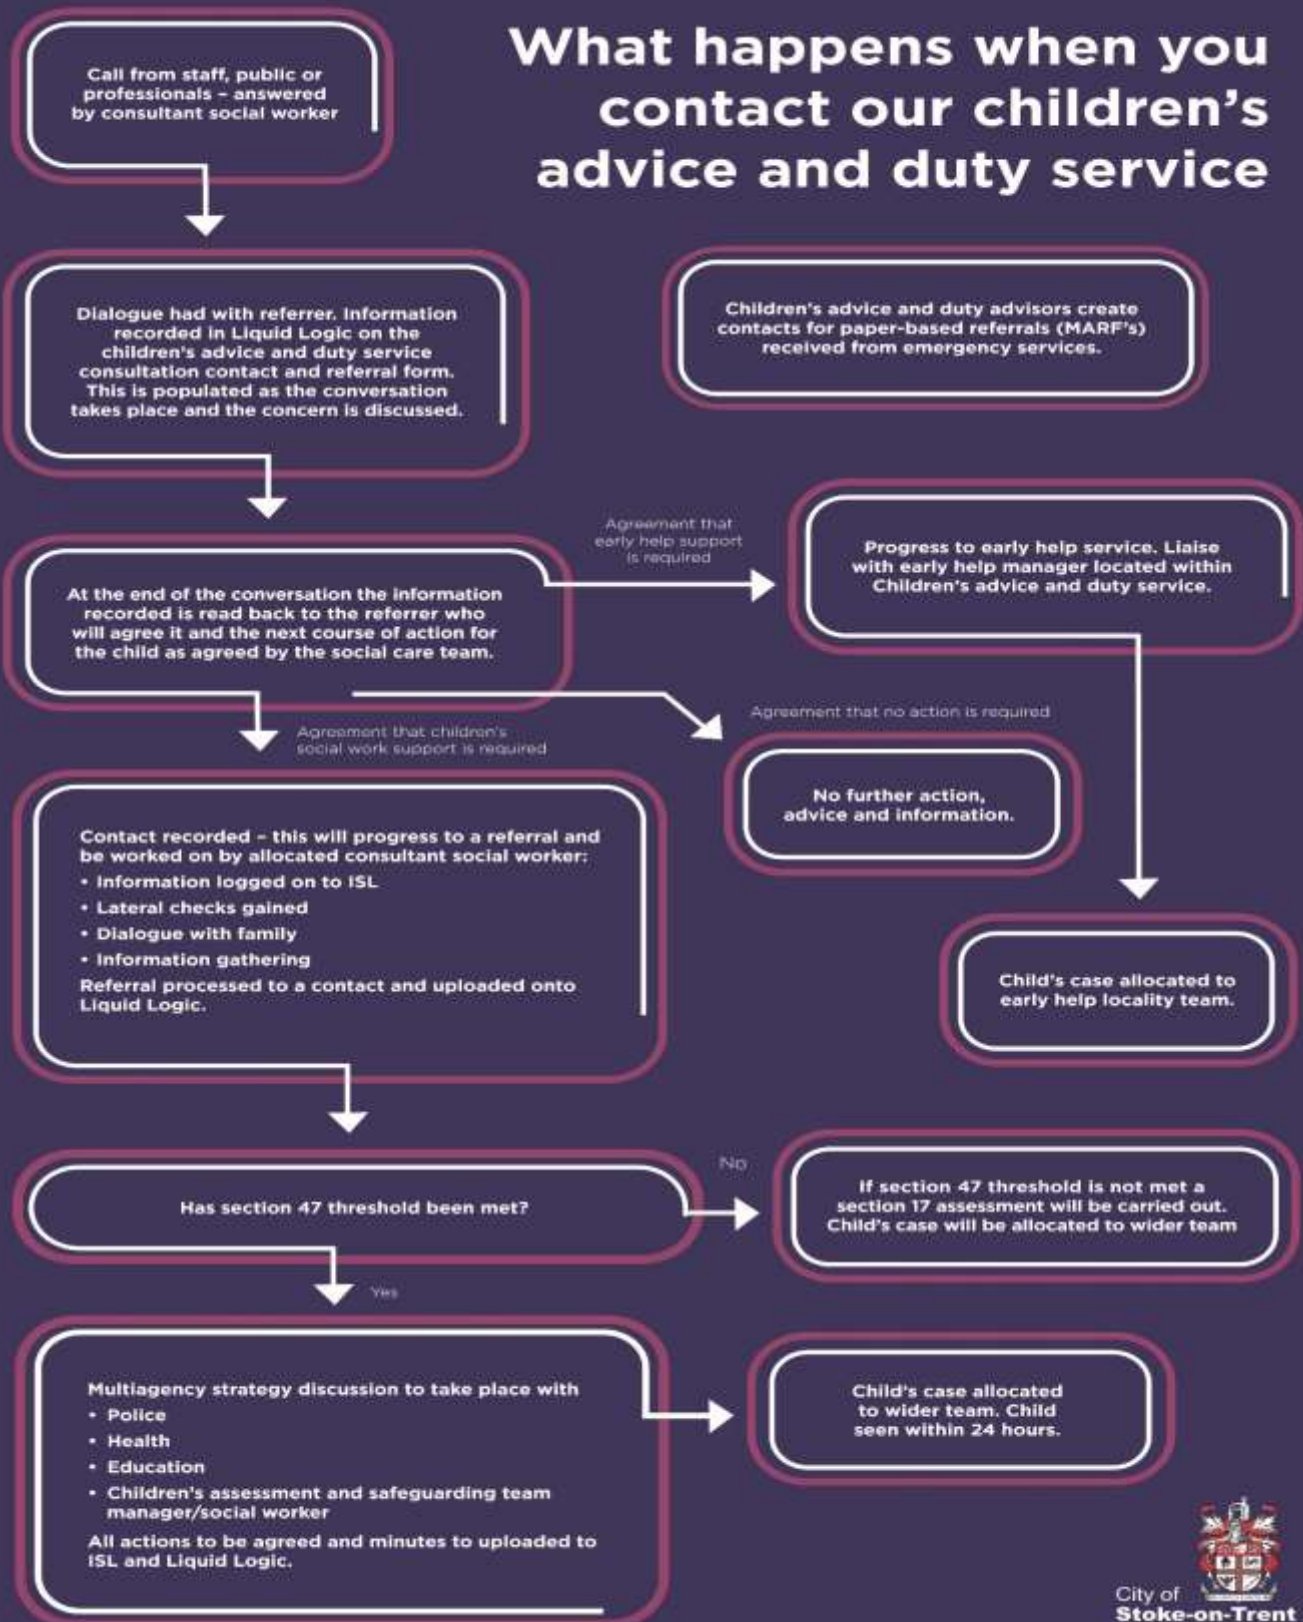 What happens when you
contact our children's
advice and duty service
Call from staff, public or
professionals – answered
by consultant social worker
Dialogue had with referrer. Information
recorded in Liquid Logic on the
children's advice and duty service
consultation contact and referral form.
This is populated as the conversation
takes place and the concern is discussed.
Children's advice and duty advisors create
contacts for paper-based referrals (MARF's)
received from emergency services.
At the end of the conversation the information
recorded is read back to the referrer who
will agree it and the next course of action for
the child as agreed by the social care team.
Agreement that
early help support
is required
Progress to early help service. Liaise
with early help manager located within
Children's advice and duty service.
Agreement that no action is required
No further action,
advice and information.
Agreement that children's
social work support is required
Contact recorded – this will progress to a referral and
be worked on by allocated consultant social worker:
• Information logged on to ISL
• Lateral checks gained
• Dialogue with family
• Information gathering
Referral processed to a contact and uploaded onto
Liquid Logic.
Child's case allocated to
early help locality team.
Has section 47 threshold been met?
No
If section 47 threshold is not met a
section 17 assessment will be carried out.
Child's case will be allocated to wider team
Yes
Multiagency strategy discussion to take place with
• Police
• Health
• Education
• Children's assessment and safeguarding team
manager/social worker
All actions to be agreed and minutes to uploaded to
ISL and Liquid Logic.
Child's case allocated
to wider team. Child
seen within 24 hours.
City of
Stoke-on-Trent